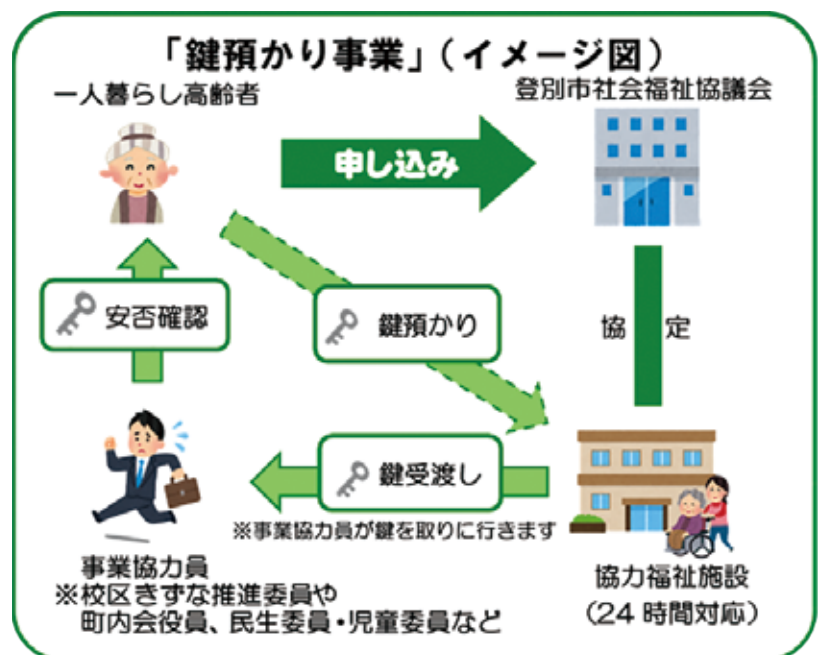 「鍵預かり事業」(イメージ図)
一人暮らし高齢者
登別市社会福祉協議会
申し込み
安否確認
鍵預かり
協定
鍵受渡し
※事業協力員が鍵を取りに行きます
事業協力員
※校区きずな推進委員や
町内会役員、民生委員・児童委員など
協力福祉施設
(24時間対応)